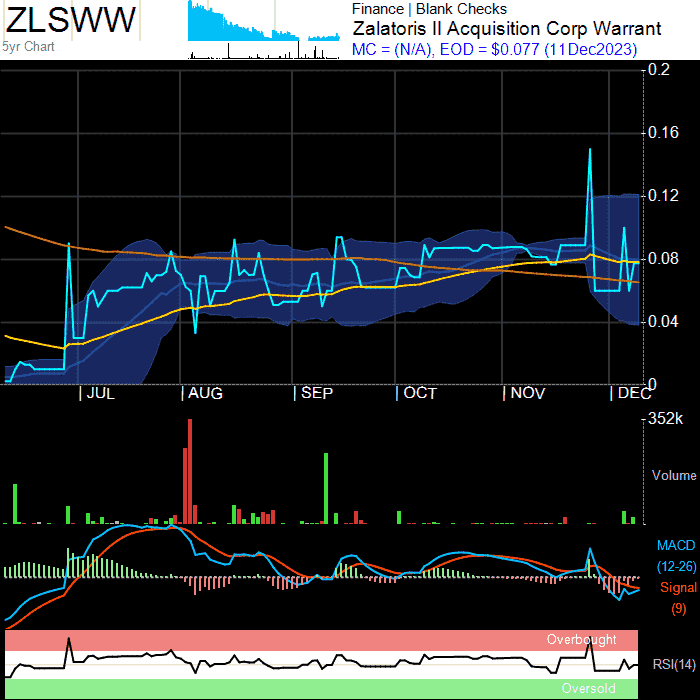 ZLSWW
5yr Chart
Finance | Blank Checks
Zalatoris II Acquisition Corp Warrant
MC = (N/A), EOD = $0.077 (11Dec2023)
0.2
0.16
0.12
0.08
0.04
0
| JUL | AUG | SEP | OCT | NOV | DEC
352k
Volume
MACD
(12-26)
Signal
(9)
Overbought
RSI(14)
Oversold